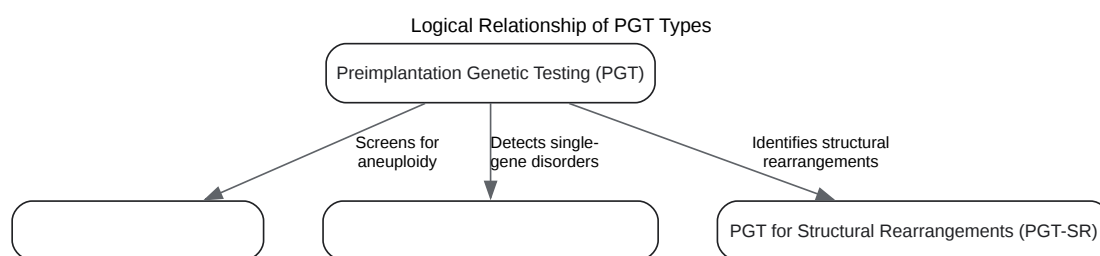 Logical Relationship of PGT Types
Preimplantation Genetic Testing (PGT)
Screens for
aneuploidy
Detects single-
gene disorders
Identifies structural
rearrangements
PGT for Structural Rearrangements (PGT-SR)